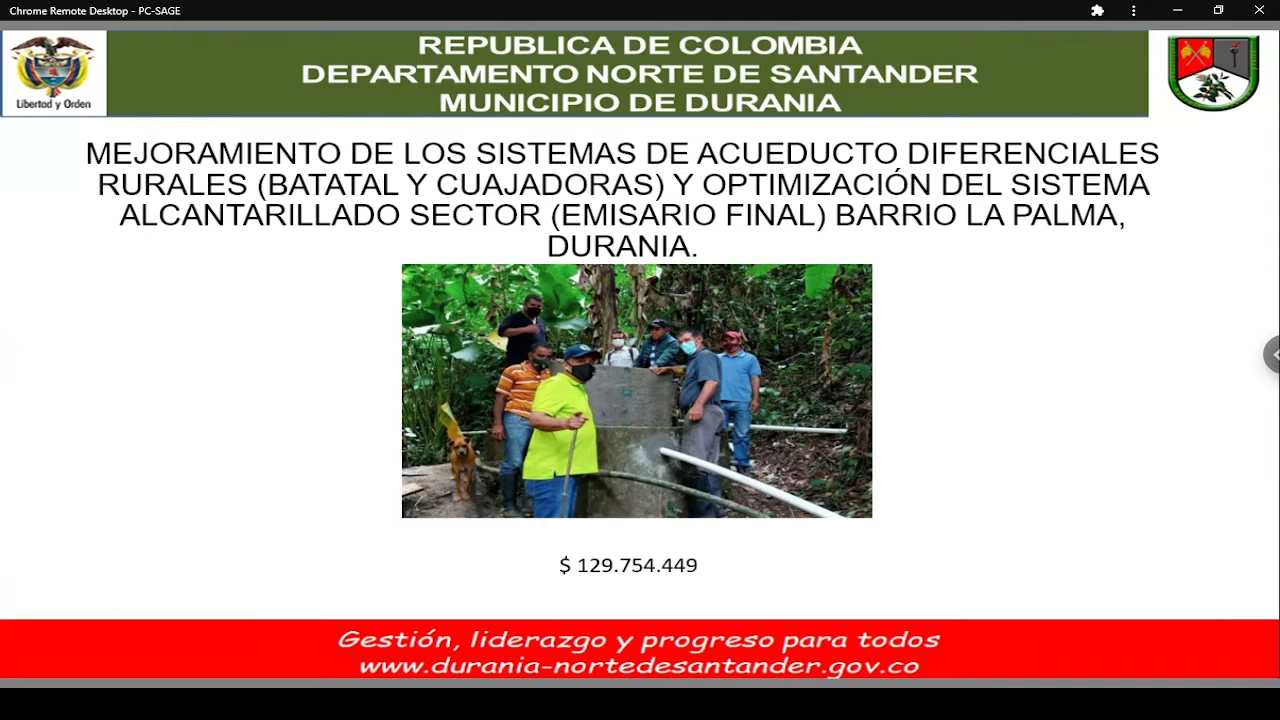 Chrome Remote Desktop - PC-SAGE
REPUBLICA DE COLOMBIA
DEPARTAMENTO NORTE DE SANTANDER
MUNICIPIO DE DURANIA
Libertad y Orden
MEJORAMIENTO DE LOS SISTEMAS DE ACUEDUCTO DIFERENCIALES
RURALES (BATATAL Y CUAJADORAS) Y OPTIMIZACIÓN DEL SISTEMA
ALCANTARILLADO SECTOR (EMISARIO FINAL) BARRIO LA PALMA,
DURANIA.
$ 129.754.449
Gestión, liderazgo y progreso para todos
www.durania-nortedesantander.gov.co